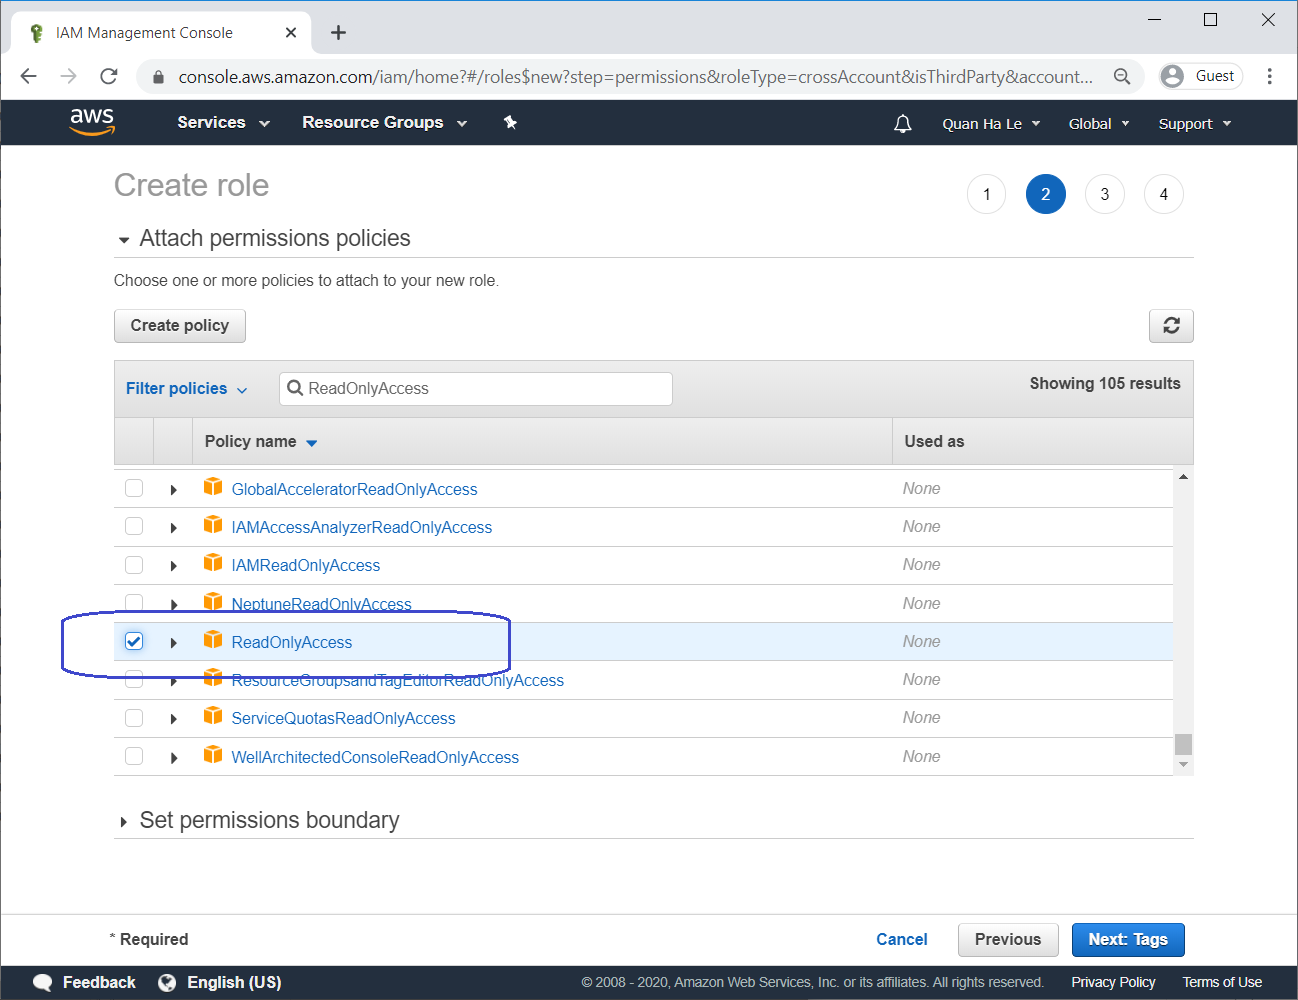 IAM Management Console
console.aws.amazon.com/iam/home?#/roles$new?step=permissions&roleType=crossAccount&isThirdParty&account...
Guest
aws
Services
Resource Groups
Quan Ha Le
Global
Support
Create role
1
2
3
4
Attach permissions policies
Choose one or more policies to attach to your new role.
Create policy
Filter policies
ReadOnlyAccess
Showing 105 results
Policy name
Used as
GlobalAcceleratorReadOnlyAccess
None
IAMAccessAnalyzerReadOnlyAccess
None
IAMReadOnlyAccess
None
NeptuneReadOnlyAccess
None
ReadOnlyAccess
None
ResourceGroupsandTagEditorReadOnlyAccess
None
ServiceQuotasReadOnlyAccess
None
WellArchitectedConsoleReadOnlyAccess
None
Set permissions boundary
* Required
Cancel
Previous
Next: Tags
Feedback
English (US)
© 2008 - 2020, Amazon Web Services, Inc. or its affiliates. All rights reserved.
Privacy Policy
Terms of Use